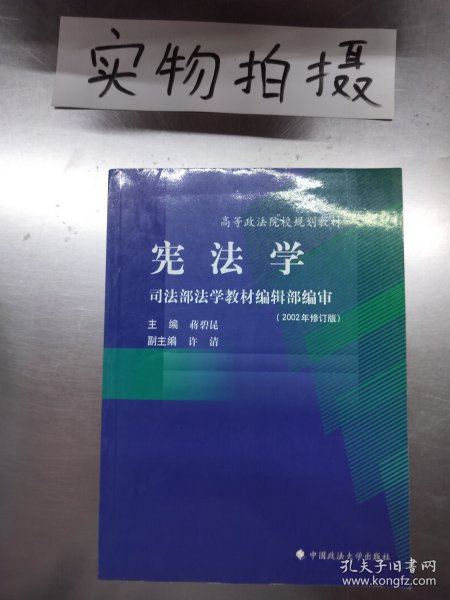 实物拍摄
高等政法院校规划教材
宪法学
司法部法学教材编辑部编审
(2002年修订版)
主编 蒋碧昆
副主编 许清
中国政法大学出版社
孔夫子旧书网
www.kongfz.com